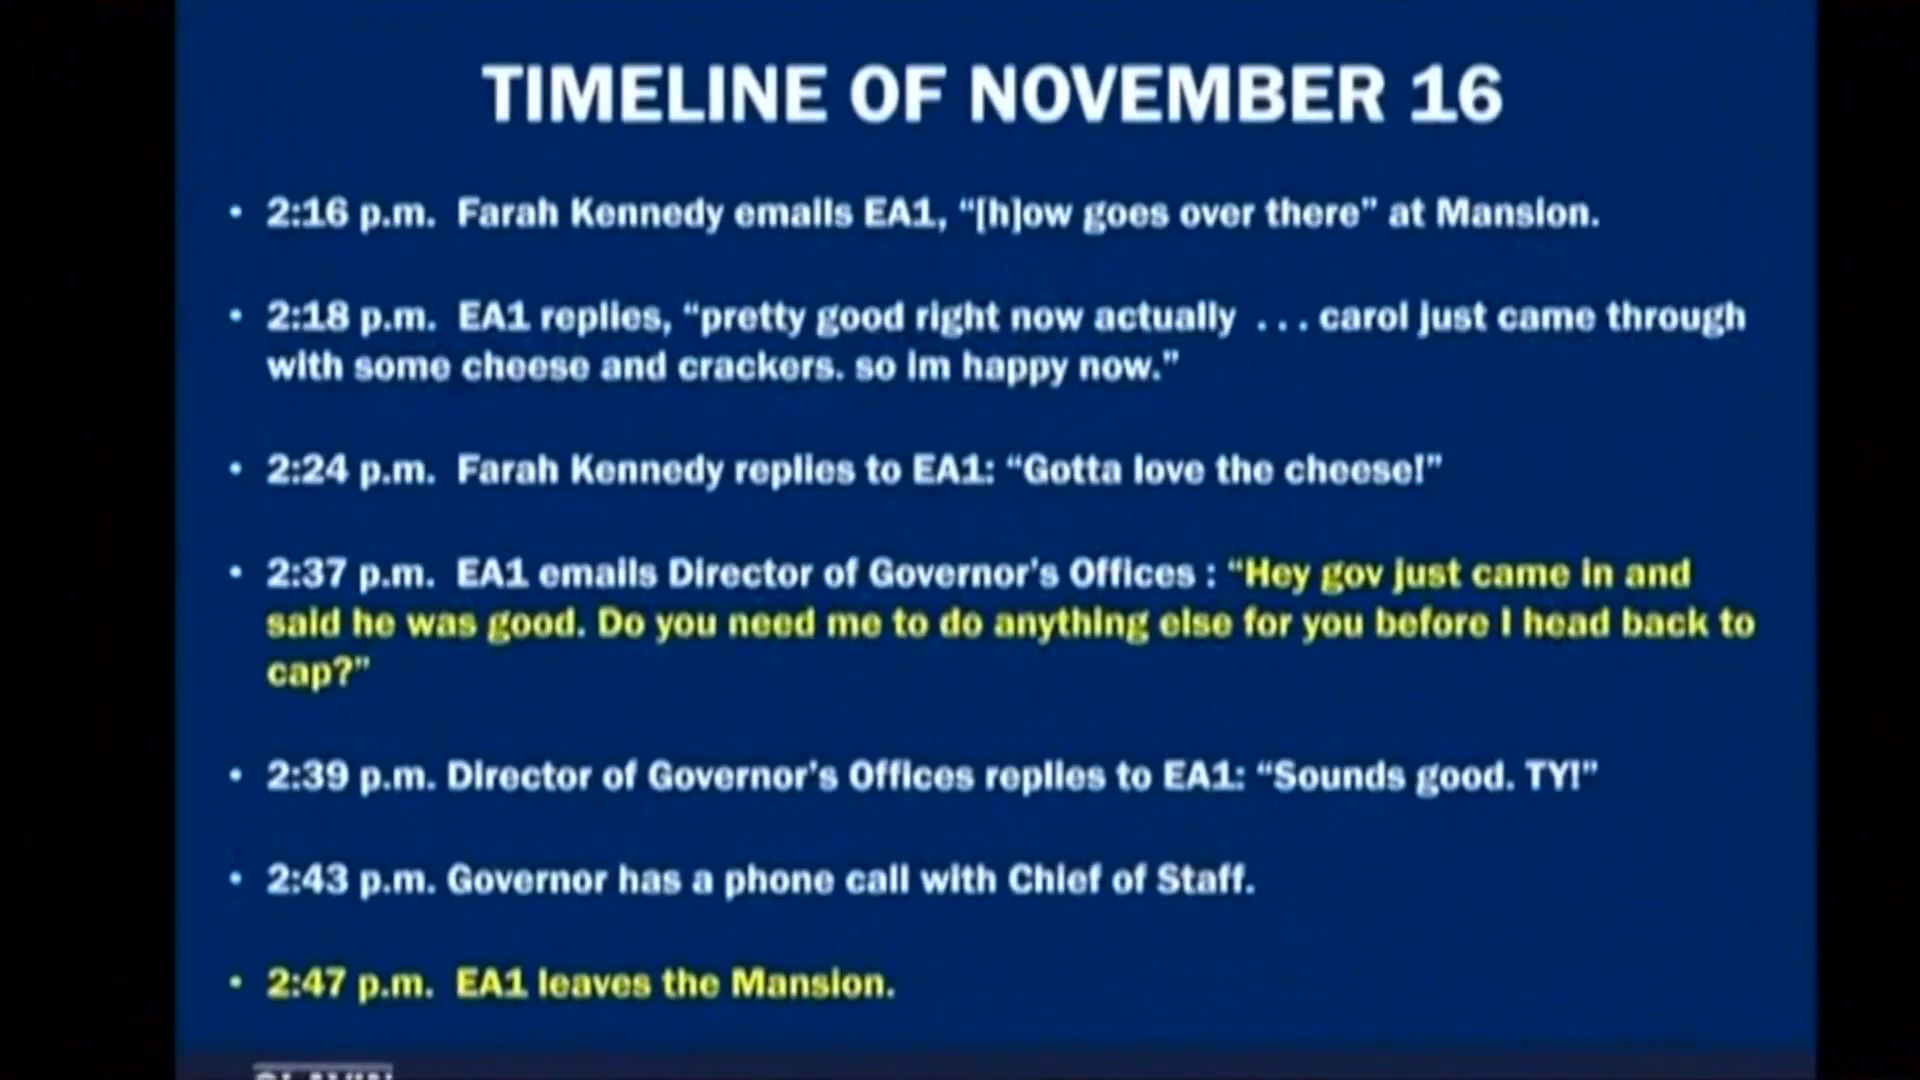 TIMELINE OF NOVEMBER 16
• 2:16 p.m. Farah Kennedy emails EA1, “[h]ow goes over there” at Mansion.
• 2:18 p.m. EA1 replies, “pretty good right now actually . . . carol just came through
with some cheese and crackers. so im happy now.”
• 2:24 p.m. Farah Kennedy replies to EA1: “Gotta love the cheese!”
• 2:37 p.m. EA1 emails Director of Governor’s Offices : “Hey gov just came in and
said he was good. Do you need me to do anything else for you before I head back to
cap?”
• 2:39 p.m. Director of Governor’s Offices replies to EA1: “Sounds good. TY!”
• 2:43 p.m. Governor has a phone call with Chief of Staff.
• 2:47 p.m. EA1 leaves the Mansion.